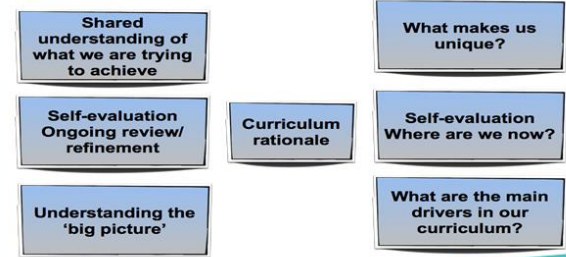 Shared
understanding of
what we are trying
to achieve
What makes us
unique?
Self-evaluation
Ongoing review/
refinement
Curriculum
rationale
Self-evaluation
Where are we now?
Understanding the
‘big picture’
What are the main
drivers in our
curriculum?